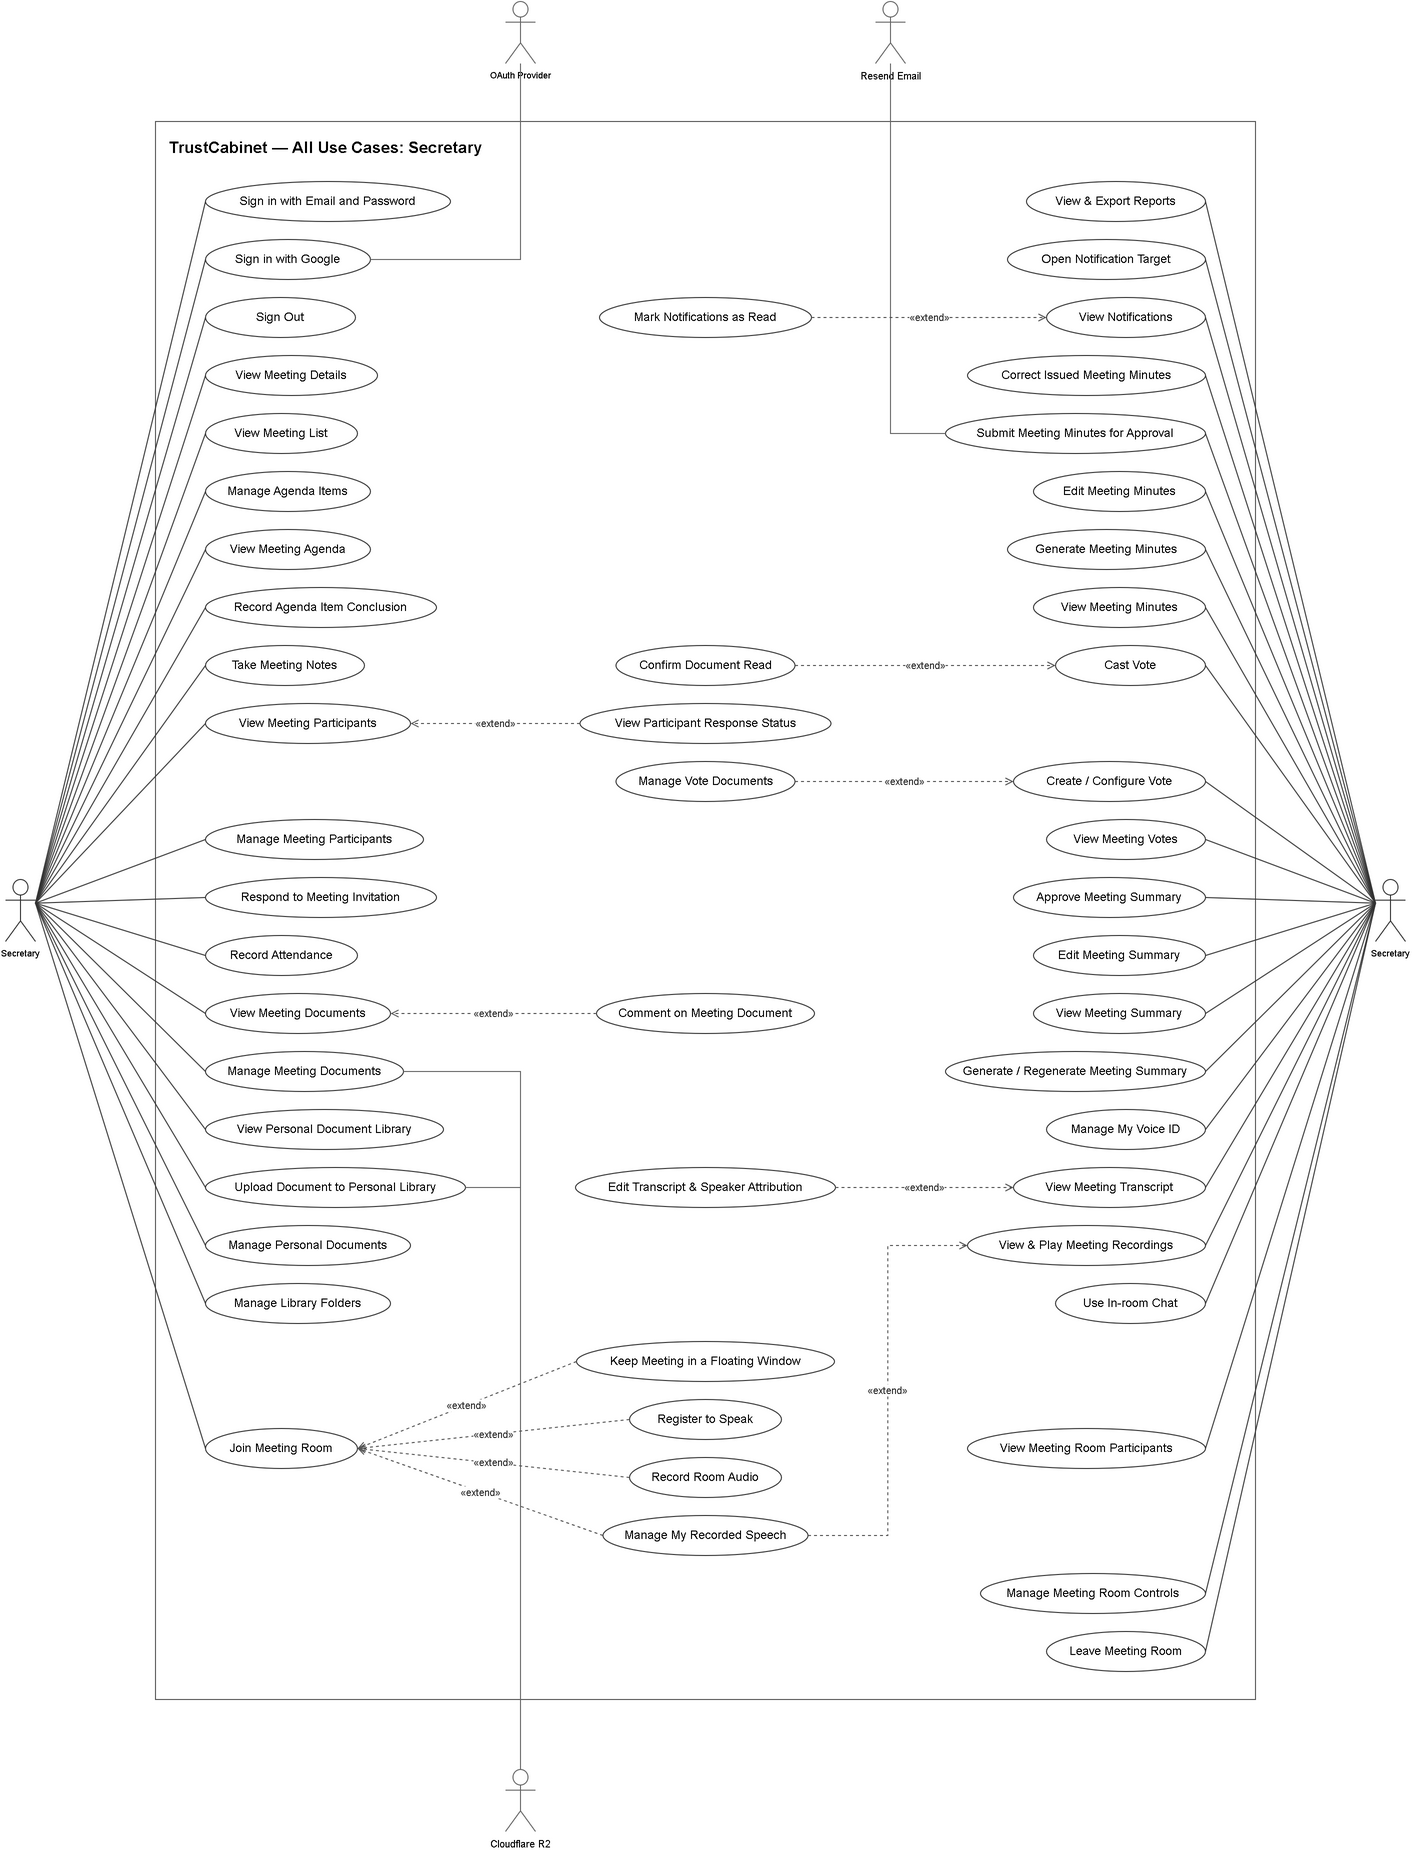 OAuth Provider
Resend Email
TrustCabinet — All Use Cases: Secretary
Sign in with Email and Password
View & Export Reports
Sign in with Google
Open Notification Target
Sign Out
Mark Notifications as Read
«extend»
View Notifications
View Meeting Details
Correct Issued Meeting Minutes
View Meeting List
Submit Meeting Minutes for Approval
Manage Agenda Items
Edit Meeting Minutes
View Meeting Agenda
Generate Meeting Minutes
Record Agenda Item Conclusion
View Meeting Minutes
Take Meeting Notes
Confirm Document Read
«extend»
Cast Vote
View Meeting Participants
«extend»
View Participant Response Status
Manage Vote Documents
«extend»
Create / Configure Vote
Manage Meeting Participants
View Meeting Votes
Respond to Meeting Invitation
Approve Meeting Summary
Secretary
Record Attendance
Edit Meeting Summary
Secretary
View Meeting Documents
«extend»
Comment on Meeting Document
View Meeting Summary
Manage Meeting Documents
Generate / Regenerate Meeting Summary
View Personal Document Library
Manage My Voice ID
Upload Document to Personal Library
Edit Transcript & Speaker Attribution
«extend»
View Meeting Transcript
Manage Personal Documents
View & Play Meeting Recordings
Manage Library Folders
Use In-room Chat
Keep Meeting in a Floating Window
«extend»
«extend»
Register to Speak
«extend»
Join Meeting Room
View Meeting Room Participants
«extend»
Record Room Audio
«extend»
Manage My Recorded Speech
Manage Meeting Room Controls
Leave Meeting Room
Cloudflare R2